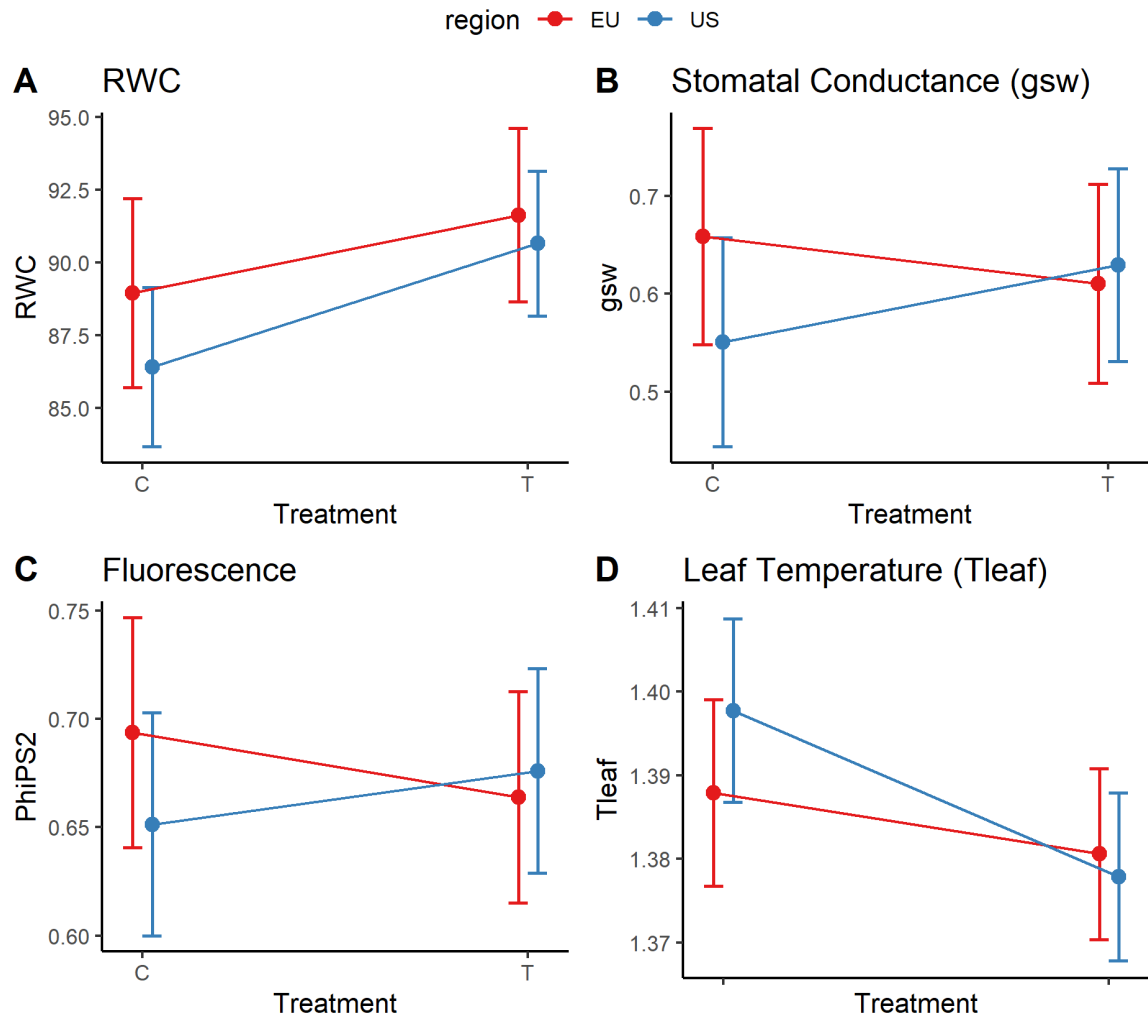 region EU US
A RWC
95.0
92.5
90.0
87.5
85.0
RWC
C T
Treatment
B Stomatal Conductance (gsw)
0.7
0.6
0.5
gsw
C T
Treatment
C Fluorescence
0.75
0.70
0.65
0.60
PhiPS2
C T
Treatment
D Leaf Temperature (Tleaf)
1.41
1.40
1.39
1.38
1.37
Tleaf
Treatment